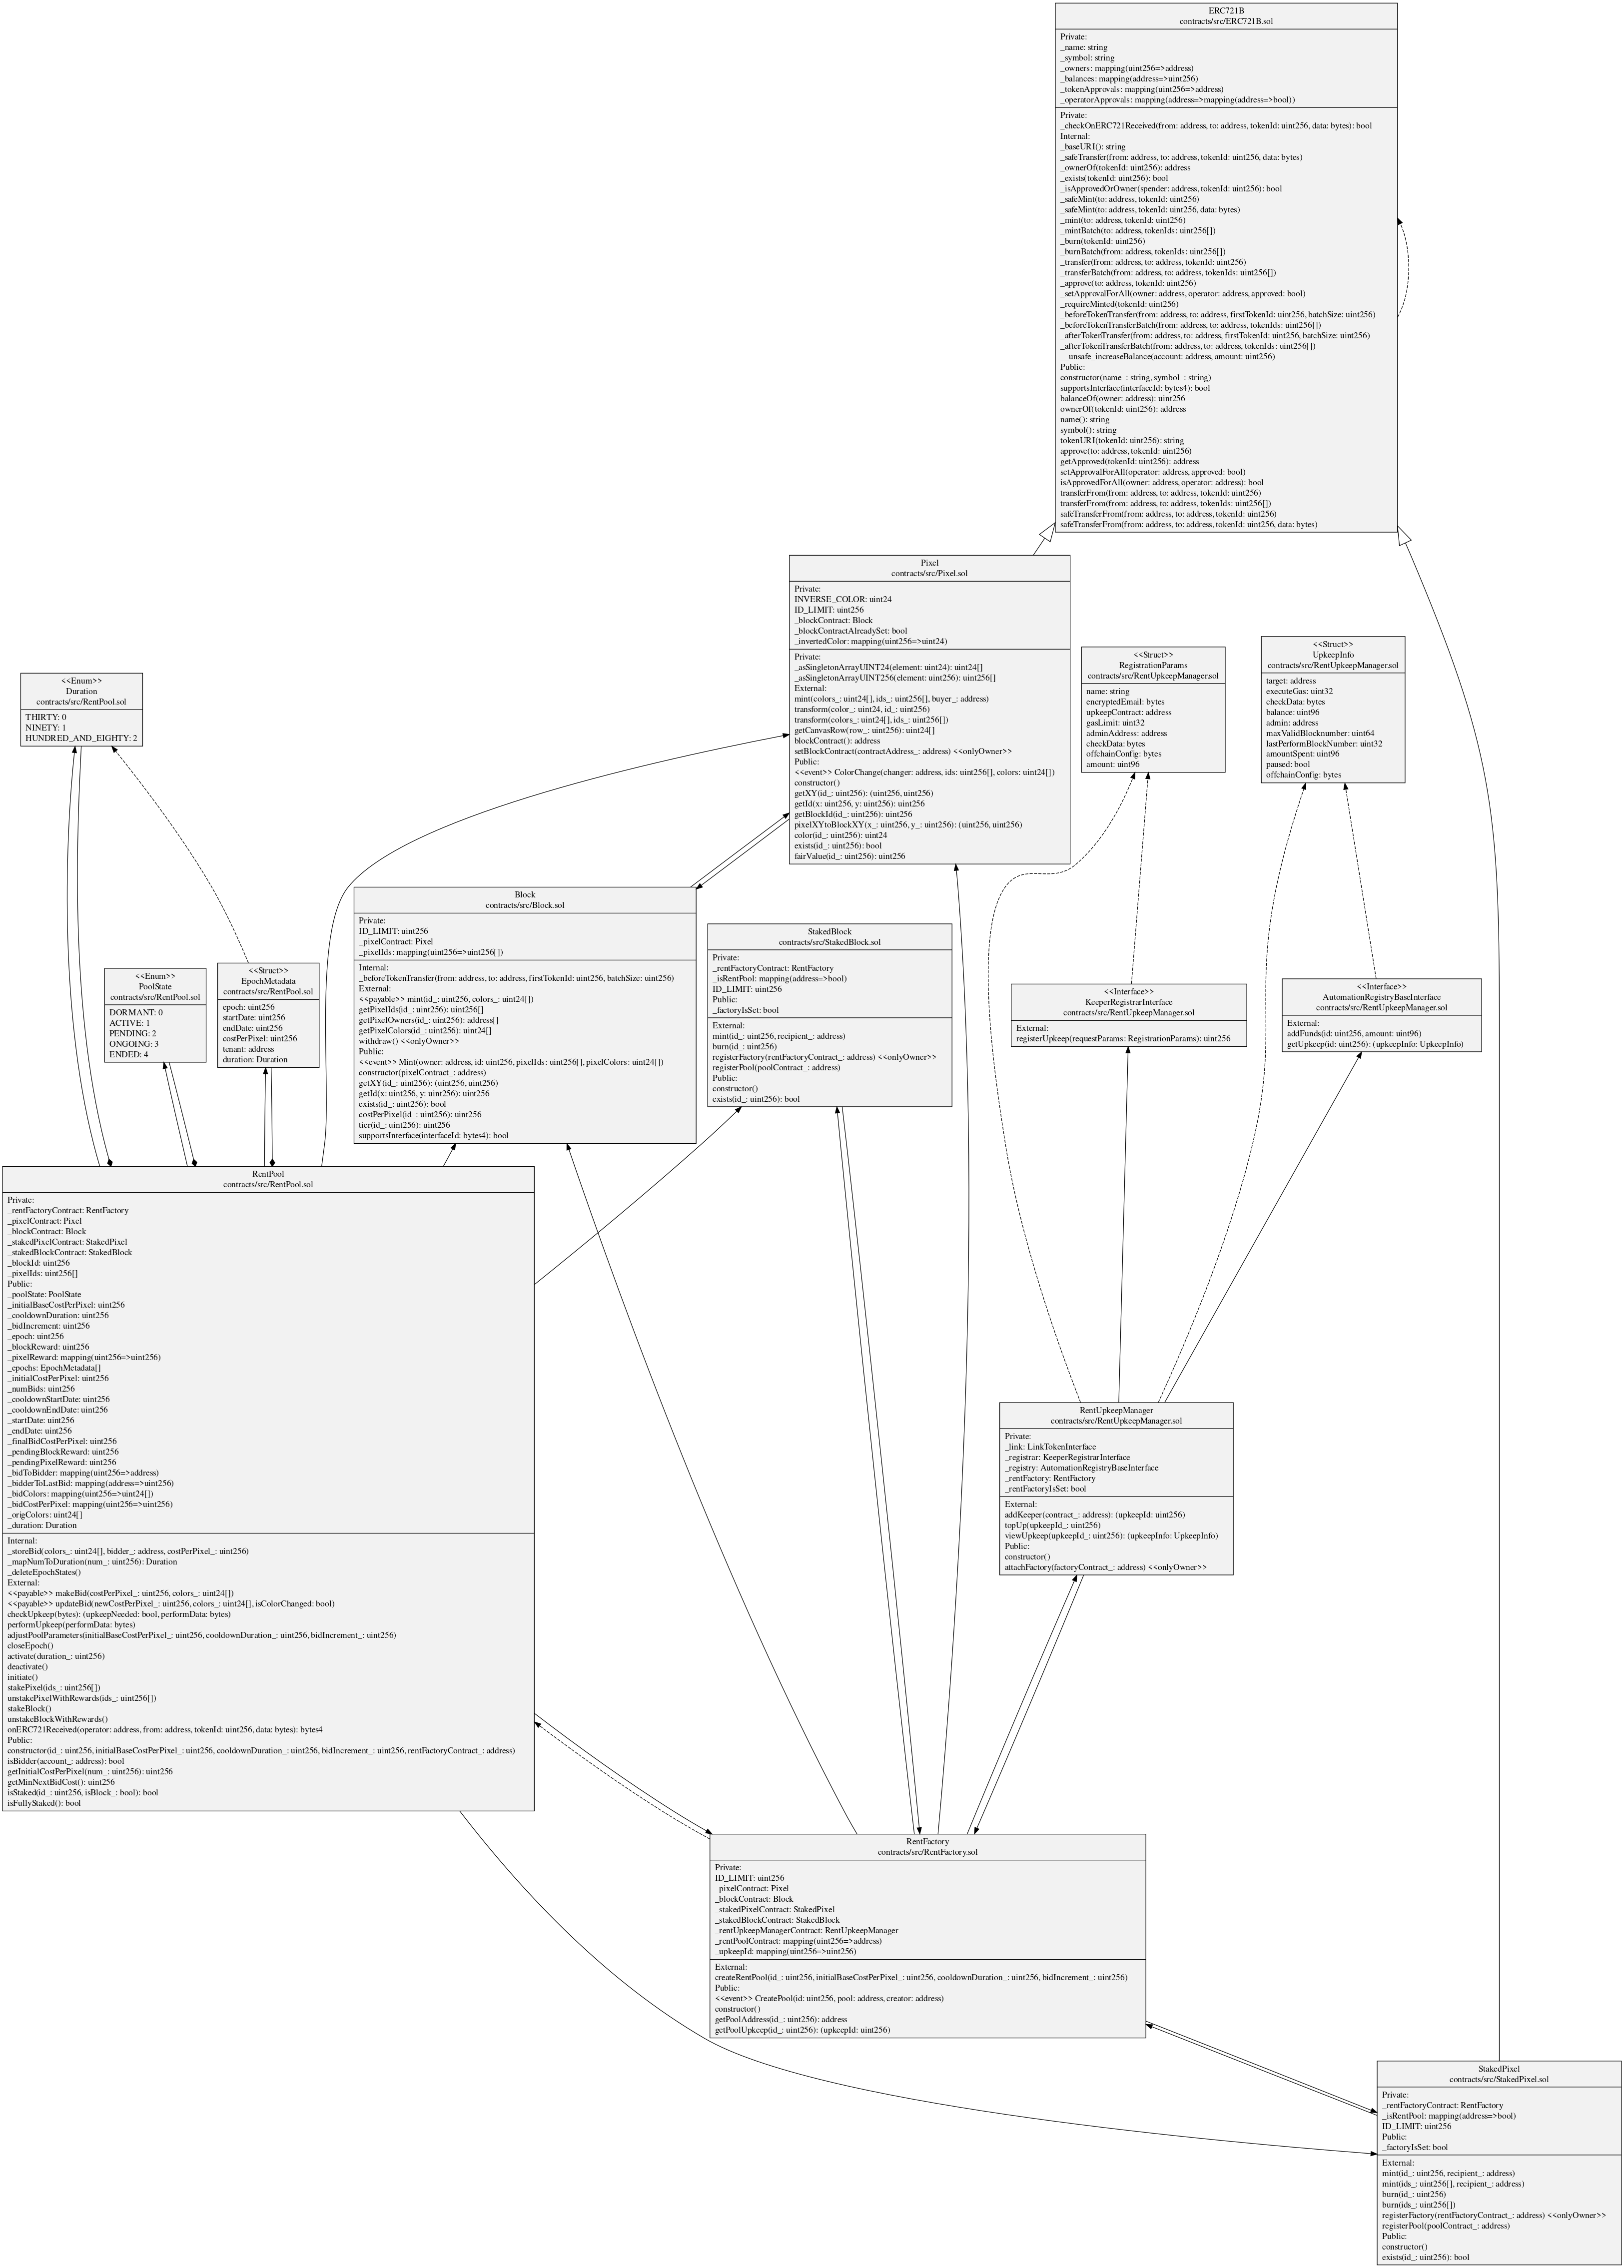 ERC721B
contracts/src/ERC721B.sol
Private:
_name: string
_symbol: string
_owners: mapping(uint256=>address)
_balances: mapping(address=>uint256)
_tokenApprovals: mapping(uint256=>address)
_operatorApprovals: mapping(address=>mapping(address=>bool))
Private:
_checkOnERC721Received(from: address, to: address, tokenId: uint256, data: bytes): bool
Internal:
_baseURI(): string
_safeTransfer(from: address, to: address, tokenId: uint256, data: bytes)
_ownerOf(tokenId: uint256): address
_exists(tokenId: uint256): bool
_isApprovedOrOwner(spender: address, tokenId: uint256): bool
_safeMint(to: address, tokenId: uint256)
_safeMint(to: address, tokenId: uint256, data: bytes)
_mint(to: address, tokenId: uint256)
_mintBatch(to: address, tokenIds: uint256[])
_burn(tokenId: uint256)
_burnBatch(from: address, tokenIds: uint256[])
_transfer(from: address, to: address, tokenId: uint256)
_transferBatch(from: address, to: address, tokenIds: uint256[])
_approve(to: address, tokenId: uint256)
_setApprovalForAll(owner: address, operator: address, approved: bool)
_requireMinted(tokenId: uint256)
_beforeTokenTransfer(from: address, to: address, firstTokenId: uint256, batchSize: uint256)
_beforeTokenTransferBatch(from: address, to: address, tokenIds: uint256[])
_afterTokenTransfer(from: address, to: address, firstTokenId: uint256, batchSize: uint256)
_afterTokenTransferBatch(from: address, to: address, tokenIds: uint256[])
__unsafe_increaseBalance(account: address, amount: uint256)
Public:
constructor(name_: string, symbol_: string)
supportsInterface(interfaceId: bytes4): bool
balanceOf(owner: address): uint256
ownerOf(tokenId: uint256): address
name(): string
symbol(): string
tokenURI(tokenId: uint256): string
approve(to: address, tokenId: uint256)
getApproved(tokenId: uint256): address
setApprovalForAll(operator: address, approved: bool)
isApprovedForAll(owner: address, operator: address): bool
transferFrom(from: address, to: address, tokenId: uint256)
transferFrom(from: address, to: address, tokenIds: uint256[])
safeTransferFrom(from: address, to: address, tokenId: uint256)
safeTransferFrom(from: address, to: address, tokenId: uint256, data: bytes)
Pixel
contracts/src/Pixel.sol
Private:
INVERSE_COLOR: uint24
ID_LIMIT: uint256
_blockContract: Block
_blockContractAlreadySet: bool
_invertedColor: mapping(uint256=>uint24)
Private:
_asSingletonArrayUINT24(element: uint24): uint24[]
_asSingletonArrayUINT256(element: uint256): uint256[]
External:
mint(colors_: uint24[], ids_: uint256[], buyer_: address)
transform(color_: uint24, id_: uint256)
transform(colors_: uint24[], ids_: uint256[])
getCanvasRow(row_: uint256): uint24[]
blockContract(): address
setBlockContract(contractAddress_: address) <<onlyOwner>>
Public:
<<event>> ColorChange(changer: address, ids: uint256[], colors: uint24[])
constructor()
getXY(id_: uint256): (uint256, uint256)
getId(x: uint256, y: uint256): uint256
getBlockId(id_: uint256): uint256
pixelXYtoBlockXY(x_: uint256, y_: uint256): (uint256, uint256)
color(id_: uint256): uint24
exists(id_: uint256): bool
fairValue(id_: uint256): uint256
<<Struct>>
RegistrationParams
contracts/src/RentUpkeepManager.sol
name: string
encryptedEmail: bytes
upkeepContract: address
gasLimit: uint32
adminAddress: address
checkData: bytes
offchainConfig: bytes
amount: uint96
<<Struct>>
UpkeepInfo
contracts/src/RentUpkeepManager.sol
target: address
executeGas: uint32
checkData: bytes
balance: uint96
admin: address
maxValidBlocknumber: uint64
lastPerformBlockNumber: uint32
amountSpent: uint96
paused: bool
offchainConfig: bytes
<<Enum>>
Duration
contracts/src/RentPool.sol
THIRTY: 0
NINETY: 1
HUNDRED_AND_EIGHTY: 2
<<Enum>>
PoolState
contracts/src/RentPool.sol
DORMANT: 0
ACTIVE: 1
PENDING: 2
ONGOING: 3
ENDED: 4
<<Struct>>
EpochMetadata
contracts/src/RentPool.sol
epoch: uint256
startDate: uint256
endDate: uint256
costPerPixel: uint256
tenant: address
duration: Duration
Block
contracts/src/Block.sol
Private:
ID_LIMIT: uint256
_pixelContract: Pixel
_pixelIds: mapping(uint256=>uint256[])
Internal:
_beforeTokenTransfer(from: address, to: address, firstTokenId: uint256, batchSize: uint256)
External:
<<payable>> mint(id_: uint256, colors_: uint24[])
getPixelIds(id_: uint256): uint256[]
getPixelOwners(id_: uint256): address[]
getPixelColors(id_: uint256): uint24[]
withdraw() <<onlyOwner>>
Public:
<<event>> Mint(owner: address, id: uint256, pixelIds: uint256[], pixelColors: uint24[])
constructor(pixelContract_: address)
getXY(id_: uint256): (uint256, uint256)
getId(x: uint256, y: uint256): uint256
exists(id_: uint256): bool
costPerPixel(id_: uint256): uint256
tier(id_: uint256): uint256
supportsInterface(interfaceId: bytes4): bool
StakedBlock
contracts/src/StakedBlock.sol
Private:
_rentFactoryContract: RentFactory
_isRentPool: mapping(address=>bool)
ID_LIMIT: uint256
Public:
_factoryIsSet: bool
External:
mint(id_: uint256, recipient_: address)
burn(id_: uint256)
registerFactory(rentFactoryContract_: address) <<onlyOwner>>
registerPool(poolContract_: address)
Public:
constructor()
exists(id_: uint256): bool
<<Interface>>
KeeperRegistrarInterface
contracts/src/RentUpkeepManager.sol
External:
registerUpkeep(requestParams: RegistrationParams): uint256
<<Interface>>
AutomationRegistryBaseInterface
contracts/src/RentUpkeepManager.sol
External:
addFunds(id: uint256, amount: uint96)
getUpkeep(id: uint256): (upkeepInfo: UpkeepInfo)
RentPool
contracts/src/RentPool.sol
Private:
_rentFactoryContract: RentFactory
_pixelContract: Pixel
_blockContract: Block
_stakedPixelContract: StakedPixel
_stakedBlockContract: StakedBlock
_blockId: uint256
_pixelIds: uint256[]
Public:
_poolState: PoolState
_initialBaseCostPerPixel: uint256
_cooldownDuration: uint256
_bidIncrement: uint256
_epoch: uint256
_blockReward: uint256
_pixelReward: mapping(uint256=>uint256)
_epochs: EpochMetadata[]
_initialCostPerPixel: uint256
_numBids: uint256
_cooldownStartDate: uint256
_cooldownEndDate: uint256
_startDate: uint256
_endDate: uint256
_finalBidCostPerPixel: uint256
_pendingBlockReward: uint256
_pendingPixelReward: uint256
_bidToBidder: mapping(uint256=>address)
_bidderToLastBid: mapping(address=>uint256)
_bidColors: mapping(uint256=>uint24[])
_bidCostPerPixel: mapping(uint256=>uint256)
_origColors: uint24[]
_duration: Duration
Internal:
_storeBid(colors_: uint24[], bidder_: address, costPerPixel_: uint256)
_mapNumToDuration(num_: uint256): Duration
_deleteEpochStates()
External:
<<payable>> makeBid(costPerPixel_: uint256, colors_: uint24[])
<<payable>> updateBid(newCostPerPixel_: uint256, colors_: uint24[], isColorChanged: bool)
checkUpkeep(bytes): (upkeepNeeded: bool, performData: bytes)
performUpkeep(performData: bytes)
adjustPoolParameters(initialBaseCostPerPixel_: uint256, cooldownDuration_: uint256, bidIncrement_: uint256)
closeEpoch()
activate(duration_: uint256)
deactivate()
initiate()
stakePixel(ids_: uint256[])
unstakePixelWithRewards(ids_: uint256[])
stakeBlock()
unstakeBlockWithRewards()
onERC721Received(operator: address, from: address, tokenId: uint256, data: bytes): bytes4
Public:
constructor(id_: uint256, initialBaseCostPerPixel_: uint256, cooldownDuration_: uint256, bidIncrement_: uint256, rentFactoryContract_: address)
isBidder(account_: address): bool
getInitialCostPerPixel(num_: uint256): uint256
getMinNextBidCost(): uint256
isStaked(id_: uint256, isBlock_: bool): bool
isFullyStaked(): bool
RentUpkeepManager
contracts/src/RentUpkeepManager.sol
Private:
_link: LinkTokenInterface
_registrar: KeeperRegistrarInterface
_registry: AutomationRegistryBaseInterface
_rentFactory: RentFactory
_rentFactoryIsSet: bool
External:
addKeeper(contract_: address): (upkeepId: uint256)
topUp(upkeepId_: uint256)
viewUpkeep(upkeepId_: uint256): (upkeepInfo: UpkeepInfo)
Public:
constructor()
attachFactory(factoryContract_: address) <<onlyOwner>>
RentFactory
contracts/src/RentFactory.sol
Private:
ID_LIMIT: uint256
_pixelContract: Pixel
_blockContract: Block
_stakedPixelContract: StakedPixel
_stakedBlockContract: StakedBlock
_rentUpkeepManagerContract: RentUpkeepManager
_rentPoolContract: mapping(uint256=>address)
_upkeepId: mapping(uint256=>uint256)
External:
createRentPool(id_: uint256, initialBaseCostPerPixel_: uint256, cooldownDuration_: uint256, bidIncrement_: uint256)
Public:
<<event>> CreatePool(id: uint256, pool: address, creator: address)
constructor()
getPoolAddress(id_: uint256): address
getPoolUpkeep(id_: uint256): (upkeepId: uint256)
StakedPixel
contracts/src/StakedPixel.sol
Private:
_rentFactoryContract: RentFactory
_isRentPool: mapping(address=>bool)
ID_LIMIT: uint256
Public:
_factoryIsSet: bool
External:
mint(id_: uint256, recipient_: address)
mint(ids_: uint256[], recipient_: address)
burn(id_: uint256)
burn(ids_: uint256[])
registerFactory(rentFactoryContract_: address) <<onlyOwner>>
registerPool(poolContract_: address)
Public:
constructor()
exists(id_: uint256): bool